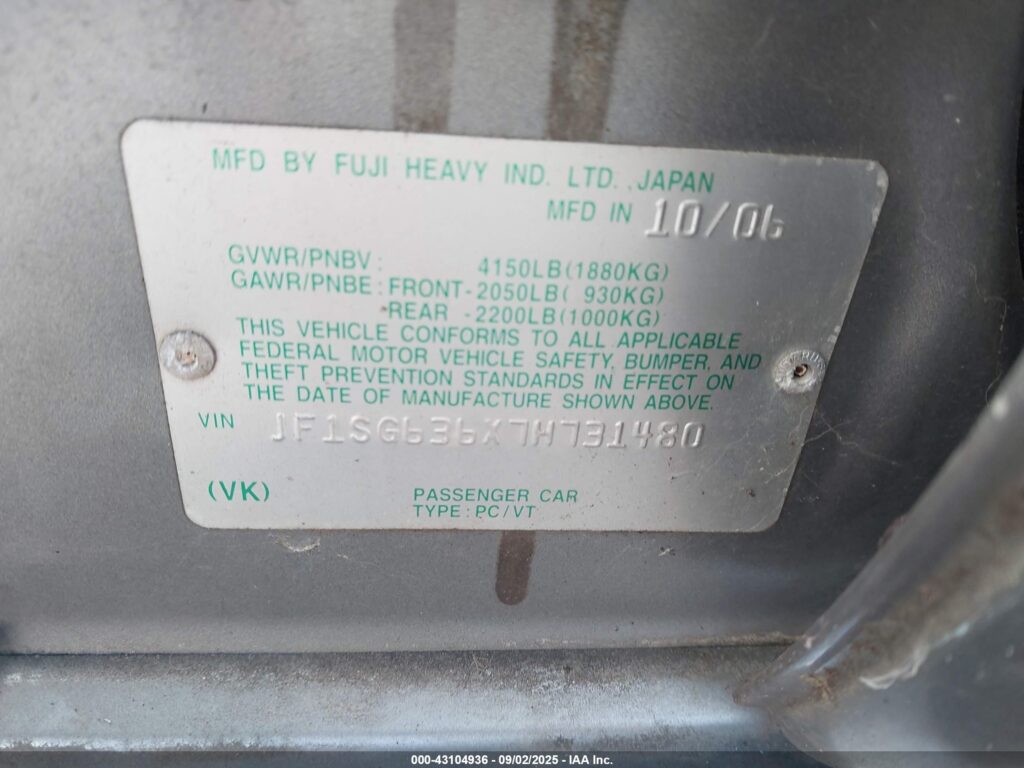 MFD BY FUJI HEAVY IND. LTD. JAPAN
MFD IN 10/06
GVWR/PNBV: 4150LB(1880KG)
GAWR/PNBE: FRONT-2050LB( 930KG)
REAR -2200LB(1000KG)
THIS VEHICLE CONFORMS TO ALL APPLICABLE
FEDERAL MOTOR VEHICLE SAFETY, BUMPER, AND
THEFT PREVENTION STANDARDS IN EFFECT ON
THE DATE OF MANUFACTURE SHOWN ABOVE.
VIN JF1SG636X7H731480
(VK) PASSENGER CAR
TYPE: PC/VT
000-43104936 - 09/02/2025 - IAA Inc.